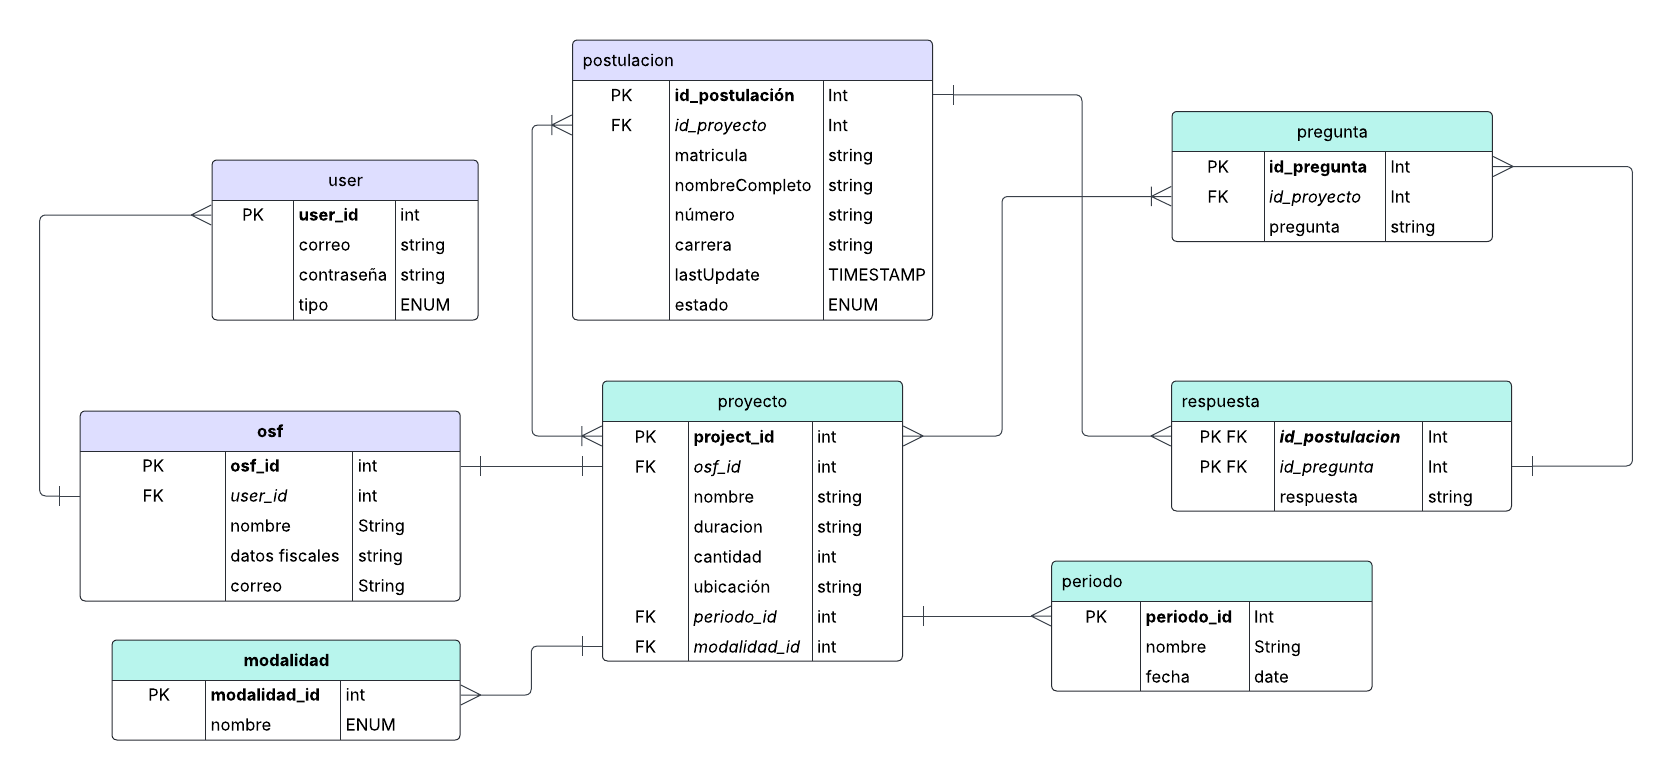 postulacion
PK id_postulación Int
FK id_proyecto Int
matricula string
nombreCompleto string
número string
carrera string
lastUpdate TIMESTAMP
estado ENUM
pregunta
PK id_pregunta Int
FK id_proyecto Int
pregunta string
user
PK user_id int
correo string
contraseña string
tipo ENUM
osf
PK osf_id int
FK user_id int
nombre String
datos fiscales string
correo String
proyecto
PK project_id int
FK osf_id int
nombre string
duracion string
cantidad int
ubicación string
FK periodo_id int
FK modalidad_id int
respuesta
PK FK id_postulacion Int
PK FK id_pregunta Int
respuesta string
periodo
PK periodo_id Int
nombre String
fecha date
modalidad
PK modalidad_id int
nombre ENUM